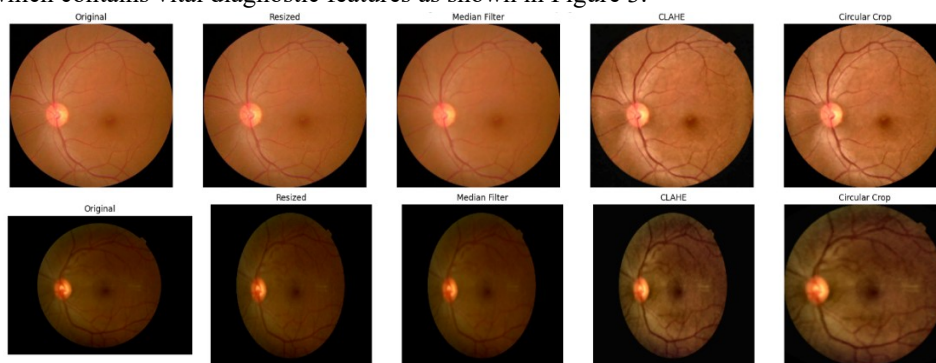 which contains vital diagnostic features as shown in Figure 3.
Original Resized Median Filter CLAHE Circular Crop
Original Resized Median Filter CLAHE Circular Crop